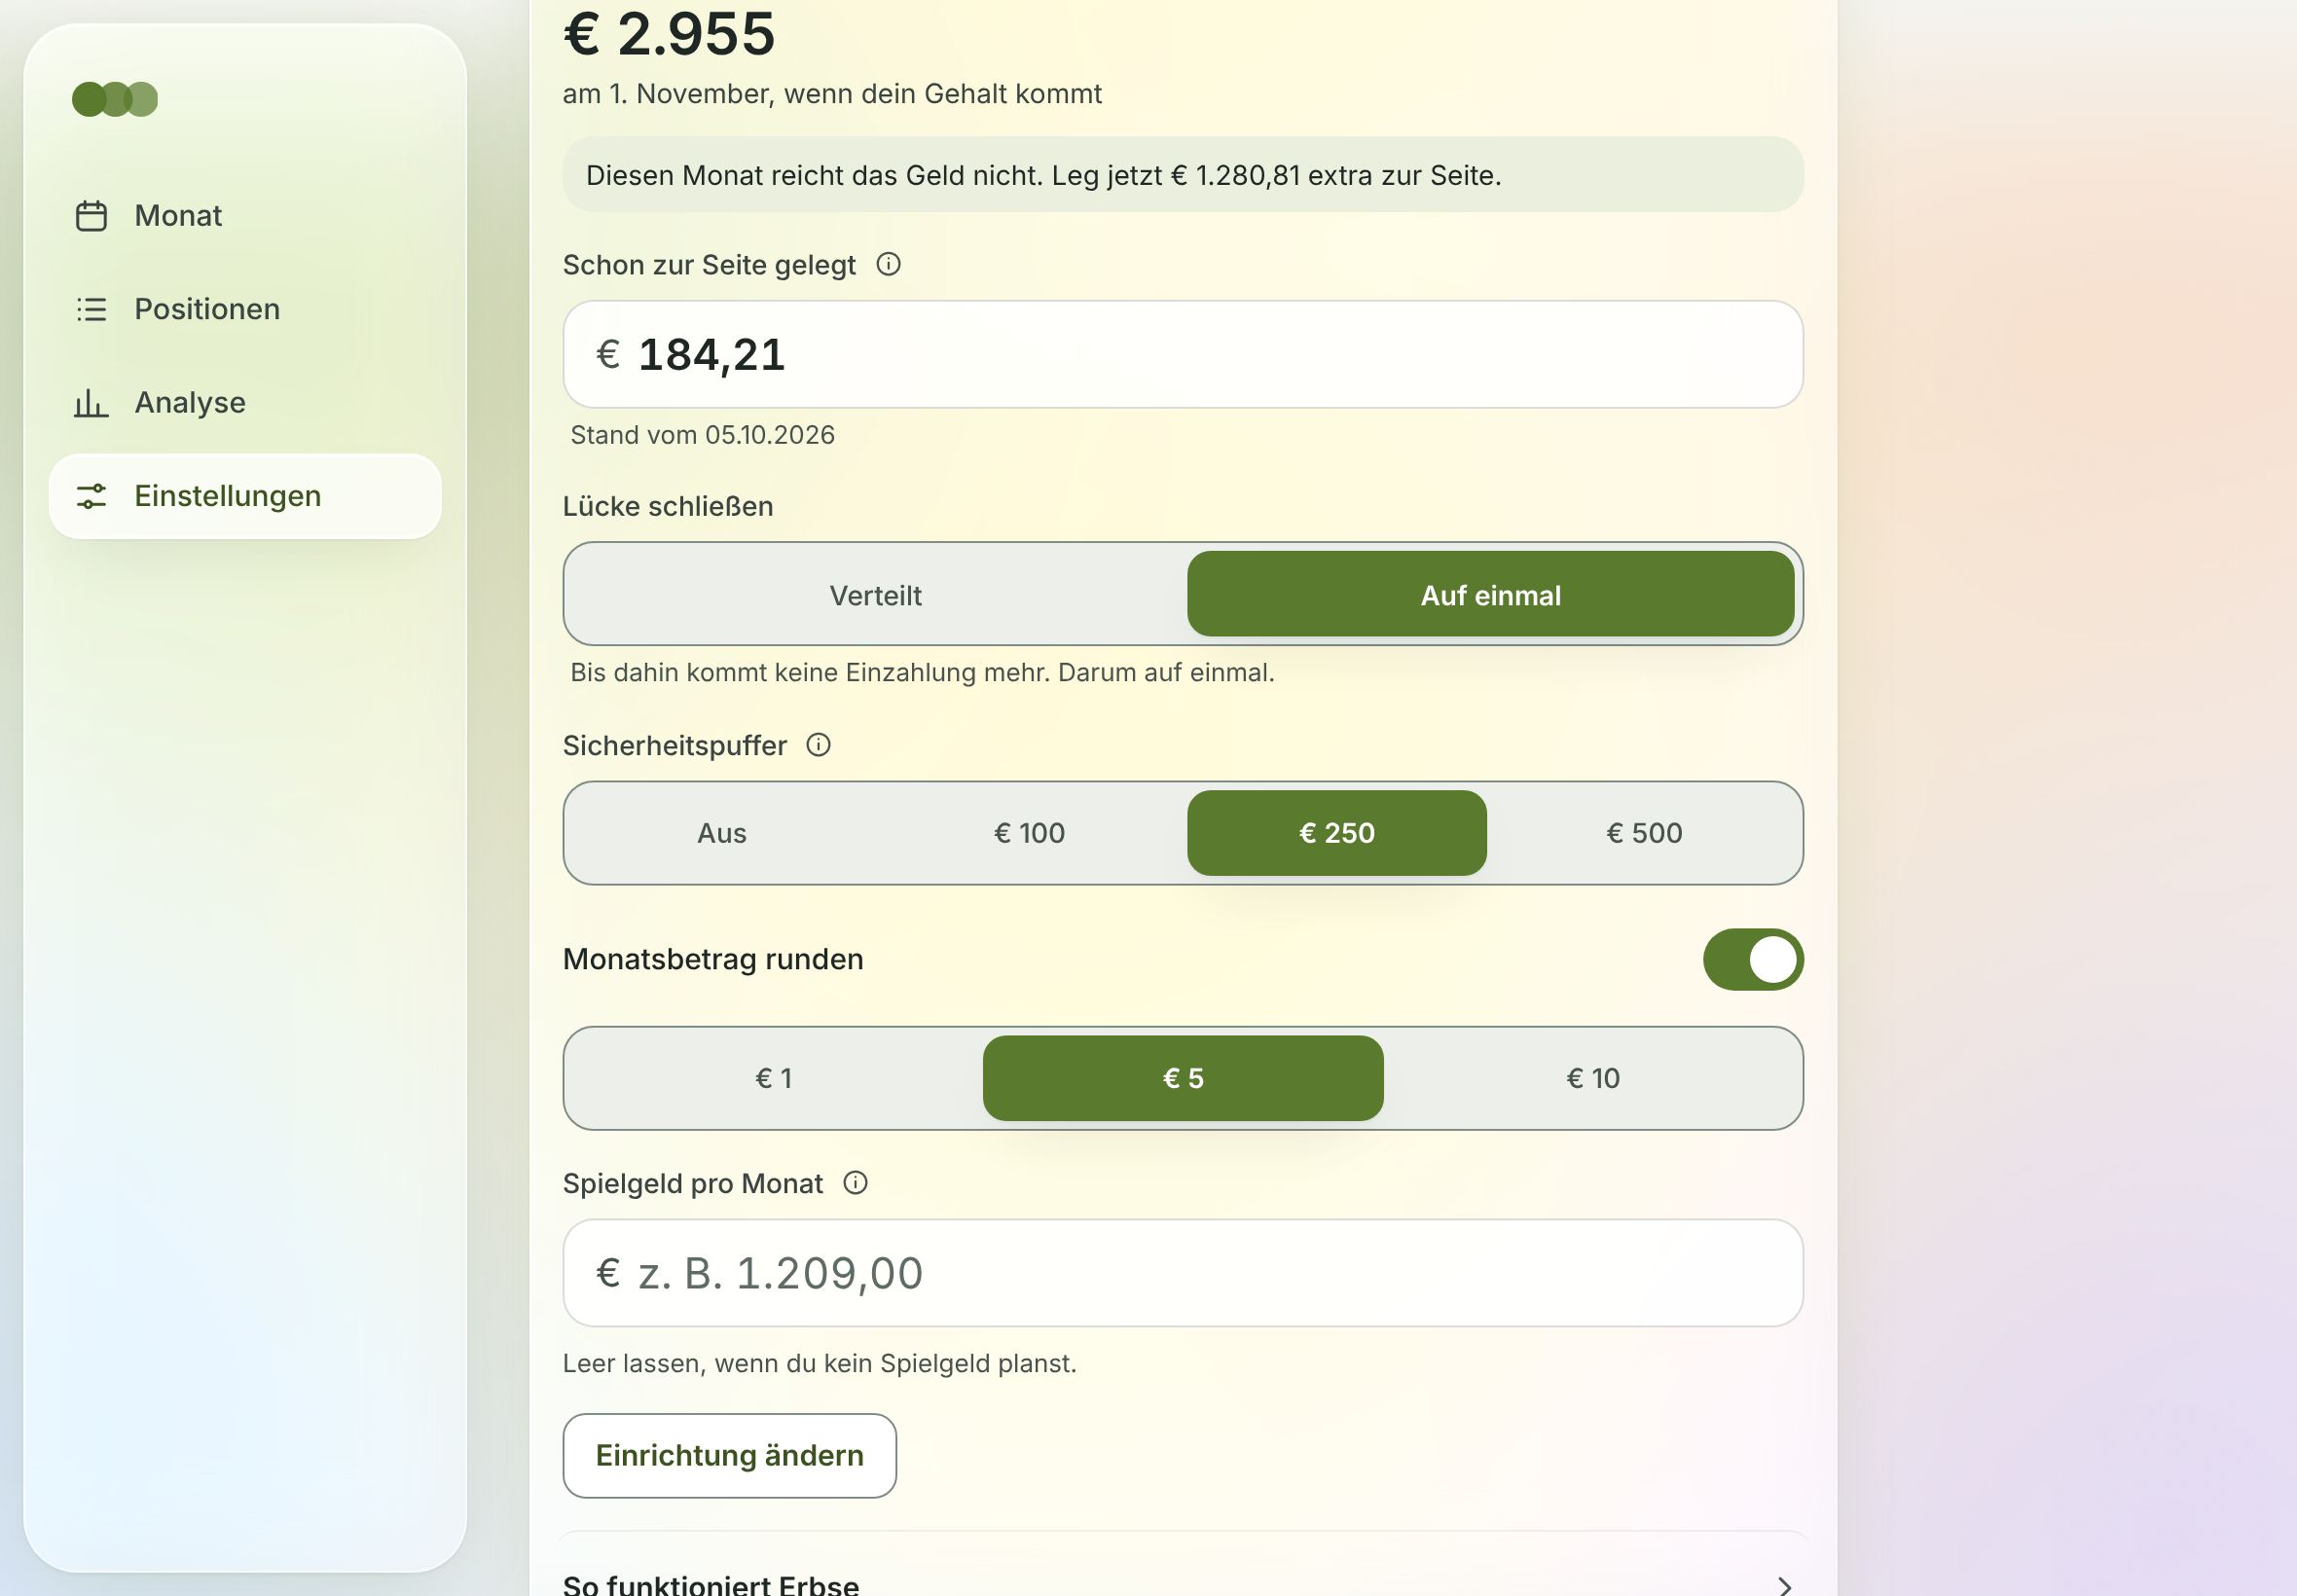 € 2.955
am 1. November, wenn dein Gehalt kommt
Diesen Monat reicht das Geld nicht. Leg jetzt € 1.280,81 extra zur Seite.
Schon zur Seite gelegt
€ 184,21
Stand vom 05.10.2026
Lücke schließen
Verteilt Auf einmal
Bis dahin kommt keine Einzahlung mehr. Darum auf einmal.
Sicherheitspuffer
Aus € 100 € 250 € 500
Monatsbetrag runden
€ 1 € 5 € 10
Spielgeld pro Monat
€ z. B. 1.209,00
Leer lassen, wenn du kein Spielgeld planst.
Einrichtung ändern
So funktioniert Erbse
Monat
Positionen
Analyse
Einstellungen